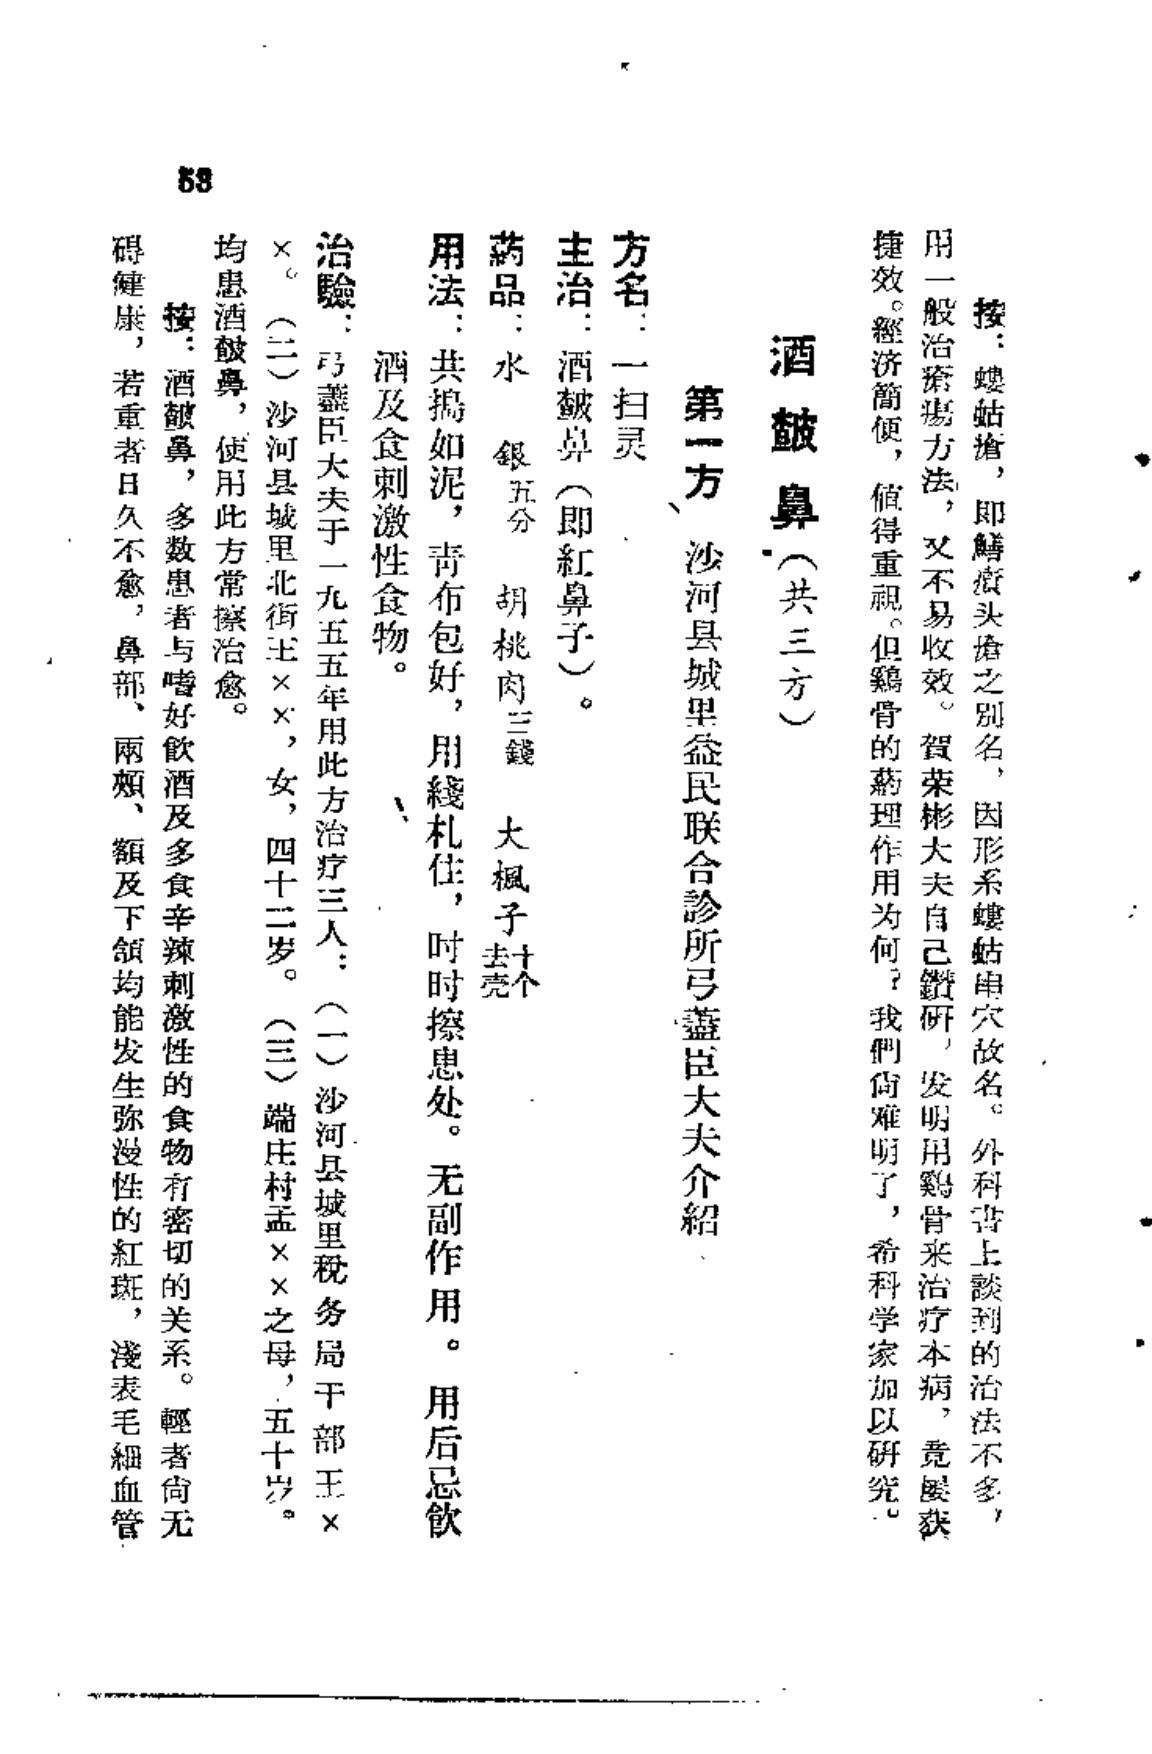 按：螻蛄瘡，即鱔瘡头瘡之别名，因形系螻蛄串穴故名。外科書上談到的治法不多，
用一般治瘡瘍方法，又不易收效。賀荣彬大夫自己鑽研，发明用鷄骨来治疗本病，竟屡获
捷效。經济簡便，値得重視。但鷄骨的葯理作用为何？我們尙难明了，希科学家加以研究。
酒皶鼻（共三方）
第一方 沙河县城里益民联合診所弓藎臣大夫介紹
方名：一扫灵
主治：酒皶鼻（即紅鼻子）。
葯品：水 銀五分 胡桃肉三錢 大楓子十个去壳
用法：共搗如泥，靑布包好，用綫札住，时时擦患处。无副作用。用后忌飮
酒及食刺激性食物。
治驗：弓藎臣大夫于一九五五年用此方治疗三人：（一）沙河县城里稅务局干部王×
×。（二）沙河县城里北街王××，女，四十二岁。（三）端庄村孟××之母，五十岁。
均患酒皶鼻，使用此方常擦治愈。
按：酒皶鼻，多数患者与嗜好飮酒及多食辛辣刺激性的食物有密切的关系。輕者尙无
碍健康，若重者日久不愈，鼻部、兩頰、額及下頷均能发生弥漫性的紅斑，淺表毛細血管
53